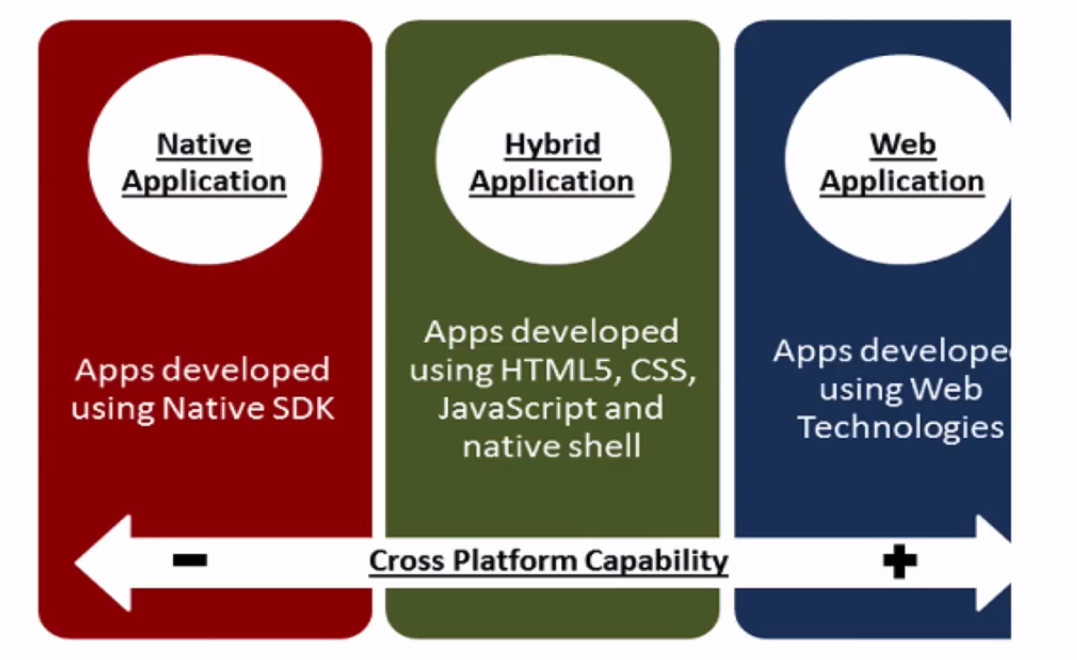 Native
Application
Apps developed
using Native SDK
Hybrid
Application
Apps developed
using HTML5, CSS,
JavaScript and
native shell
Web
Application
Apps develope
using Web
Technologies
− Cross Platform Capability +